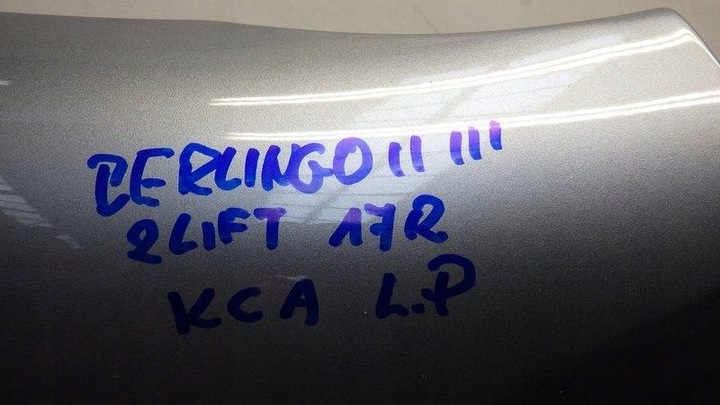 BERLINGO II III
2LIFT 17R
KCA L.P